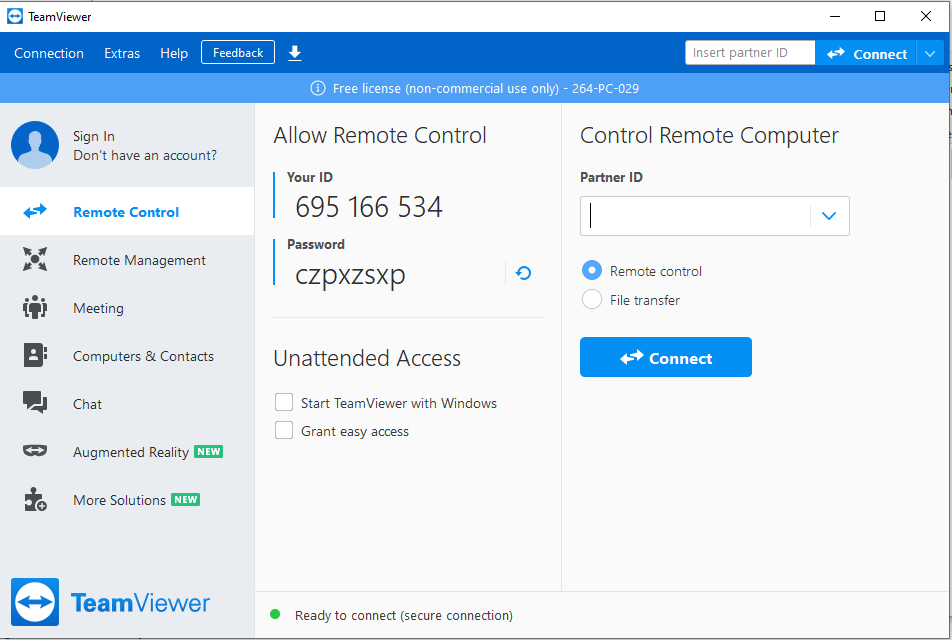 TeamViewer
Connection Extras Help Feedback Insert partner ID Connect
Free license (non-commercial use only) - 264-PC-029
Sign In
Don't have an account?
Remote Control
Remote Management
Meeting
Computers & Contacts
Chat
Augmented Reality NEW
More Solutions NEW
TeamViewer
Allow Remote Control
Your ID
695 166 534
Password
czpxzsxp
Unattended Access
Start TeamViewer with Windows
Grant easy access
Control Remote Computer
Partner ID
Remote control
File transfer
Connect
Ready to connect (secure connection)